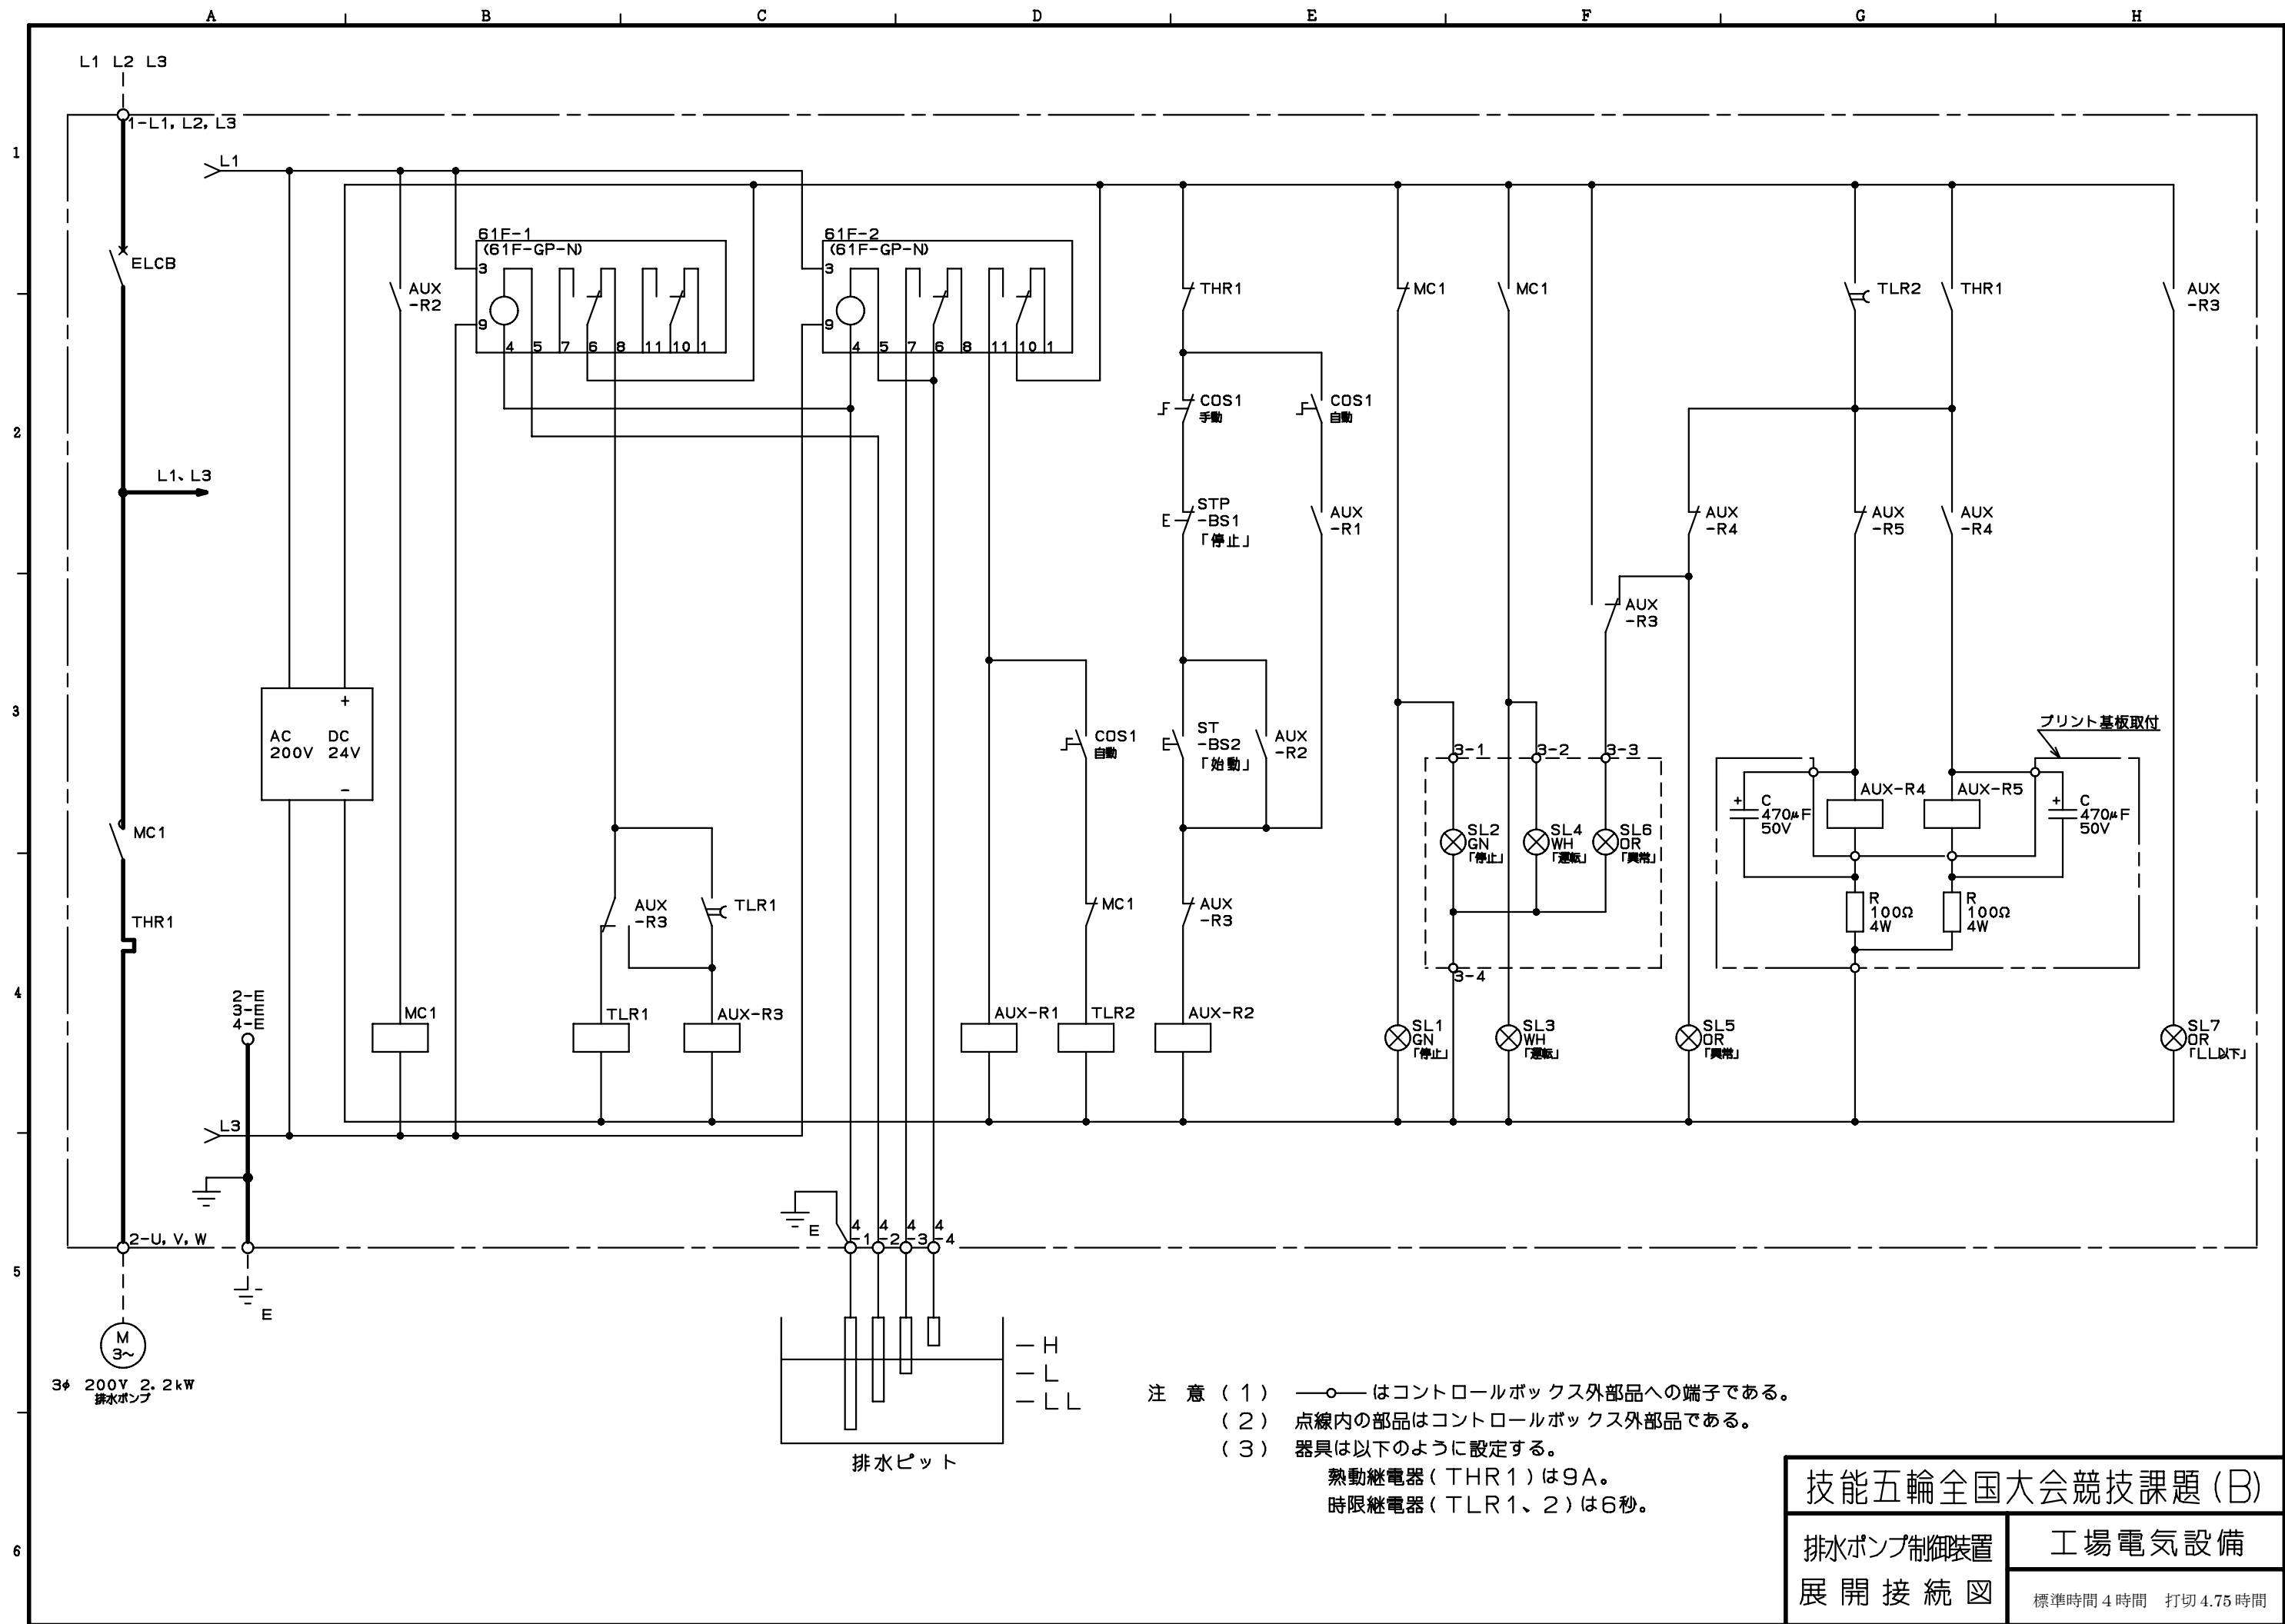 A B C D E F G H
1
2
3
4
5
6
L1 L2 L3
1-L1, L2, L3
L1
ELCB
L1、L3
MC1
THR1
2-U, V, W
M
3~
3φ 200V 2.2kW
排水ポンプ
2-E
3-E
4-E
L3
E
AC
200V
DC
24V
+
-
AUX
-R2
MC1
61F-1
(61F-GP-N)
3
9
4 5 7 6 8 11 10 1
61F-2
(61F-GP-N)
3
9
4 5 7 6 8 11 10 1
AUX
-R3
TLR1
TLR1
AUX-R3
COS1
自動
MC1
AUX-R1
TLR2
THR1
COS1
手動
COS1
自動
STP
-BS1
「停止」
AUX
-R1
ST
-BS2
「始動」
AUX
-R2
AUX
-R3
AUX-R2
MC1
MC1
3-1
3-2
3-3
SL2
GN
「停止」
SL4
WH
「運転」
SL6
OR
「異常」
3-4
SL1
GN
「停止」
SL3
WH
「運転」
AUX
-R3
AUX
-R4
SL5
OR
「異常」
TLR2
THR1
AUX
-R5
AUX
-R4
プリント基板取付
+
C
470μF
50V
AUX-R4
AUX-R5
+
C
470μF
50V
R
100Ω
4W
R
100Ω
4W
AUX
-R3
SL7
OR
「LL以下」
E
4
-1
4
-2
4
-3
4
-4
H
L
LL
排水ピット
注 意 (1) はコントロールボックス外部品への端子である。
(2) 点線内の部品はコントロールボックス外部品である。
(3) 器具は以下のように設定する。
熱動継電器(THR1)は9A。
時限継電器(TLR1、2)は6秒。
技能五輪全国大会競技課題(B)
排水ポンプ制御装置
展開接続図
工場電気設備
標準時間4時間 打切4.75時間